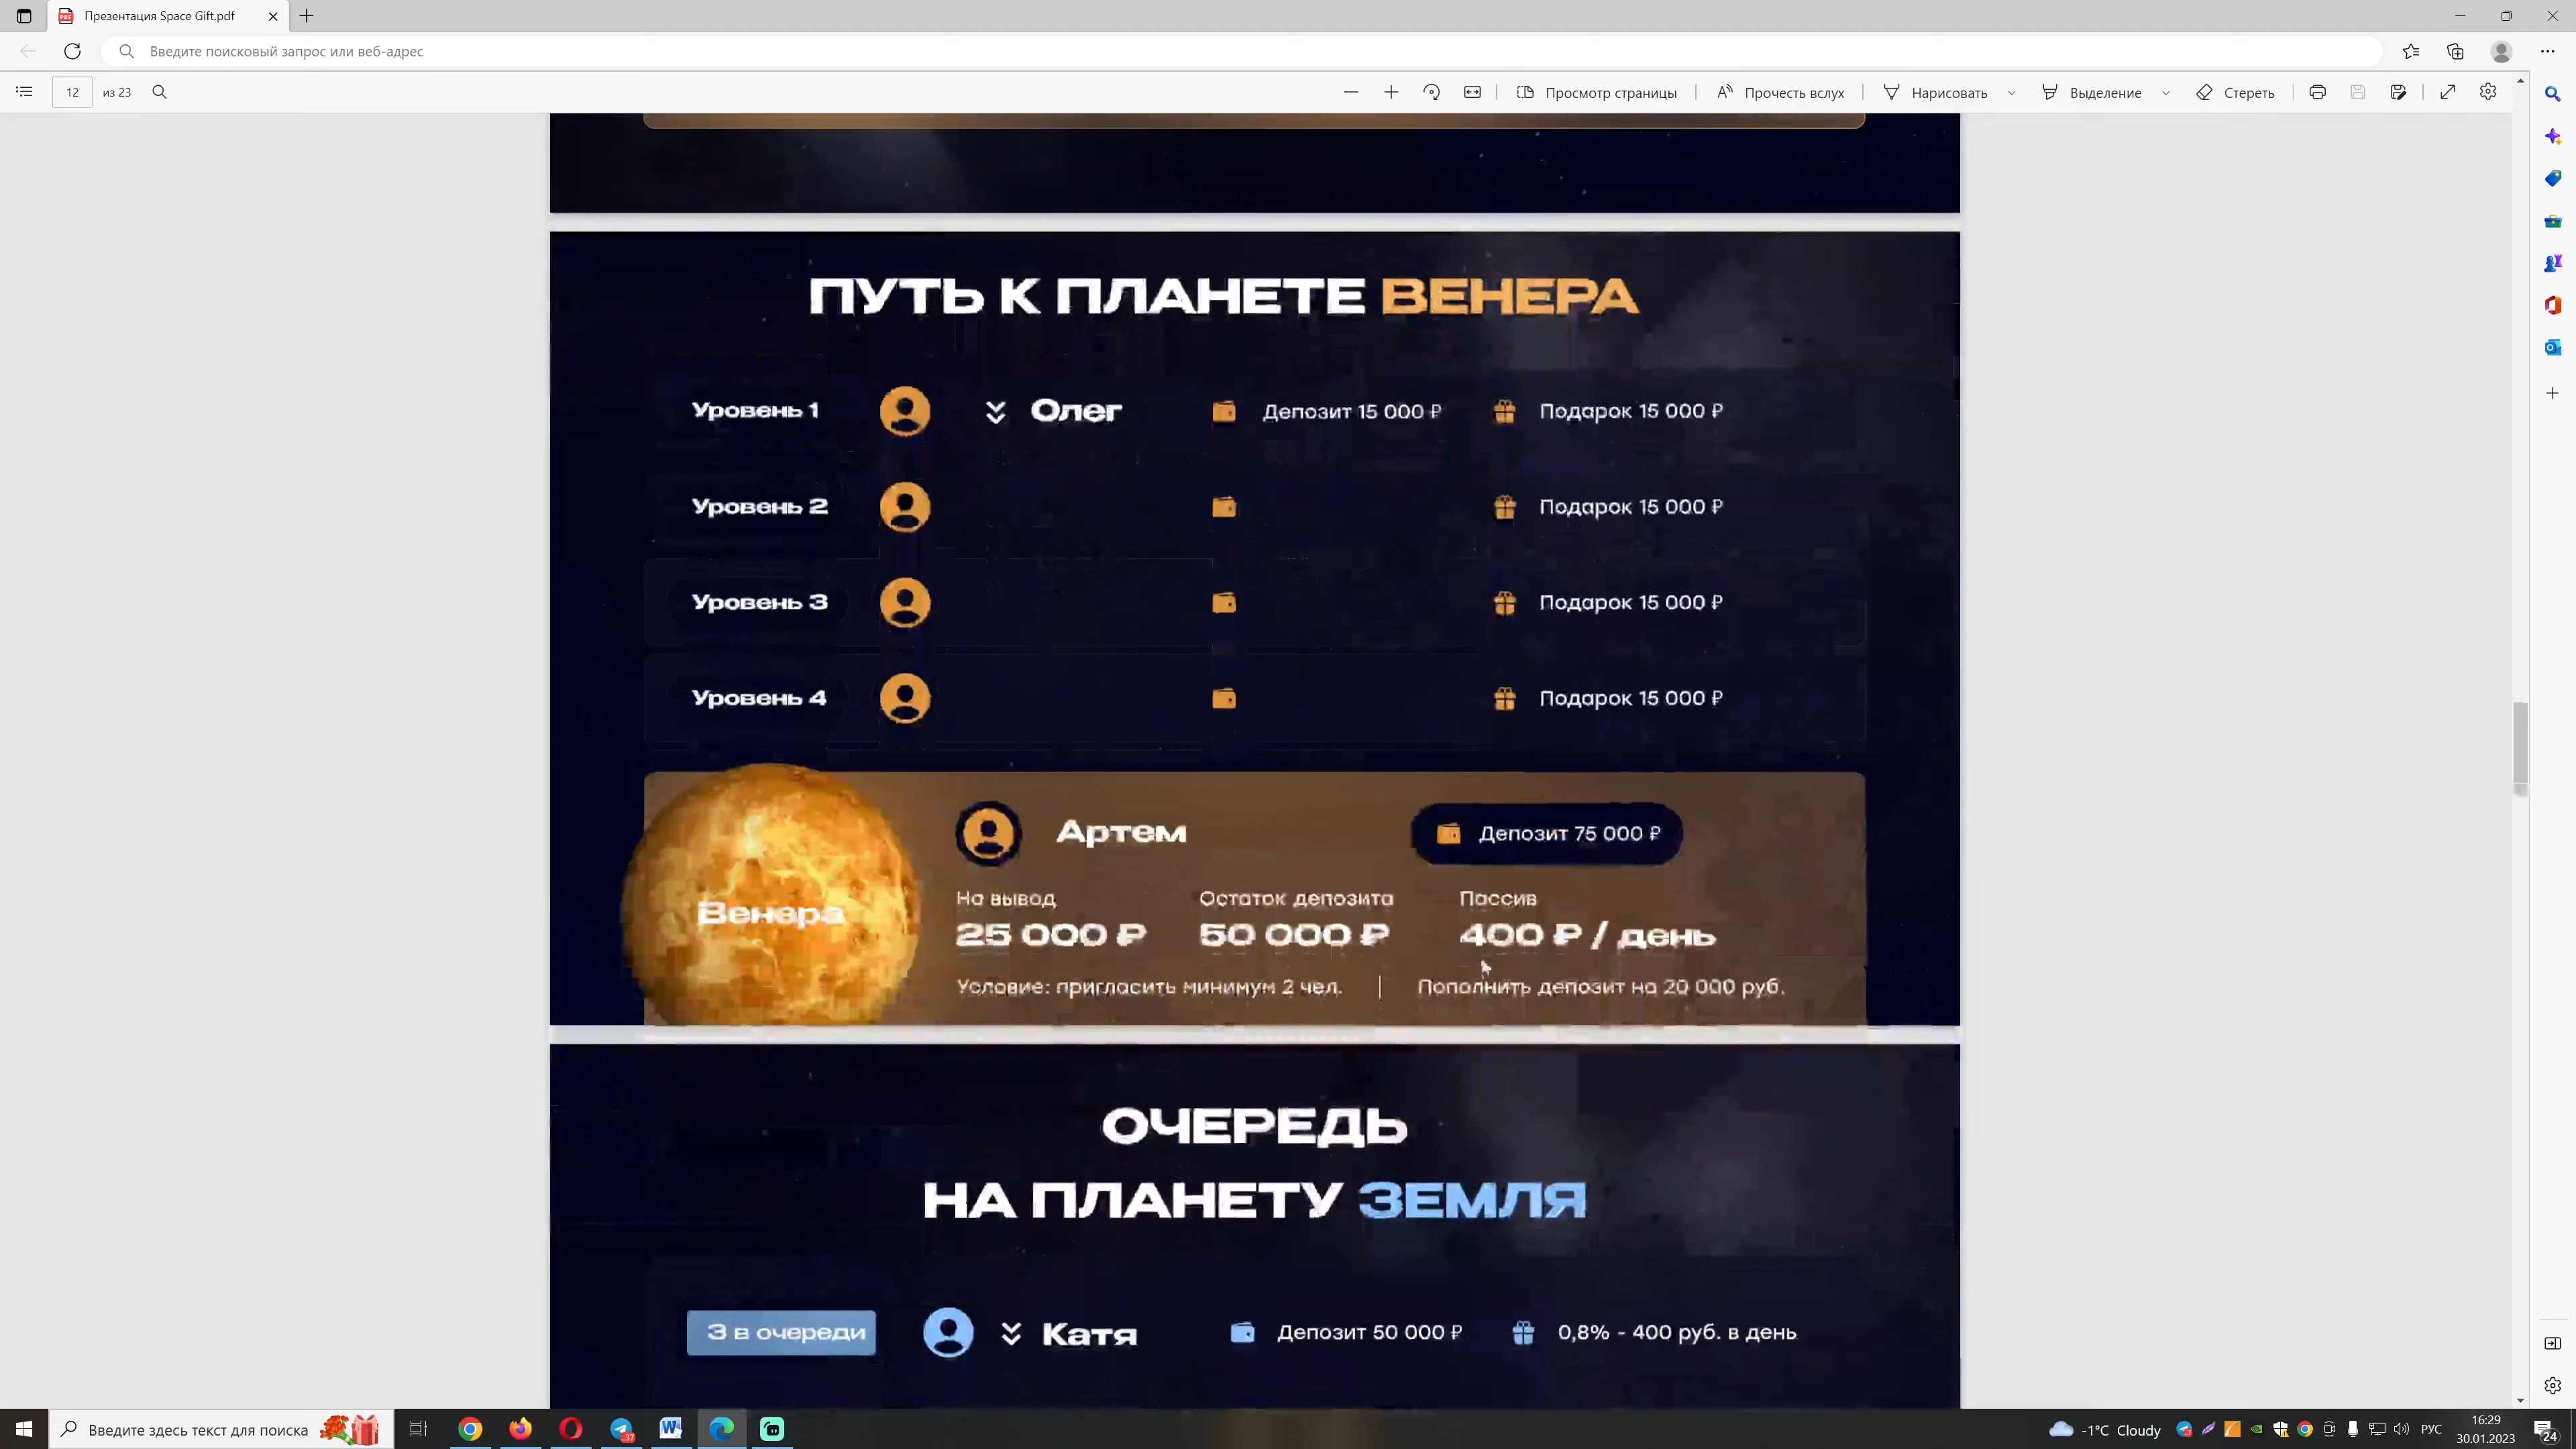 Презентация Space Gift.pdf
Введите поисковый запрос или веб-адрес
12 из 23
Просмотр страницы
Прочесть вслух
Нарисовать
Выделение
Стереть
ПУТЬ К ПЛАНЕТЕ ВЕНЕРА
Уровень 1 Олег Депозит 15 000 ₽ Подарок 15 000 ₽
Уровень 2 Подарок 15 000 ₽
Уровень 3 Подарок 15 000 ₽
Уровень 4 Подарок 15 000 ₽
Артем Депозит 75 000 ₽
Венера
На вывод Остаток депозита Пассив
25 000 ₽ 50 000 ₽ 400 ₽ / день
Условие: пригласить минимум 2 чел. | Пополнить депозит на 20 000 руб.
ОЧЕРЕДЬ
НА ПЛАНЕТУ ЗЕМЛЯ
3 в очереди Катя Депозит 50 000 ₽ 0,8% - 400 руб. в день
Введите здесь текст для поиска
37
-1°C Cloudy
РУС
16:29
30.01.2023
24